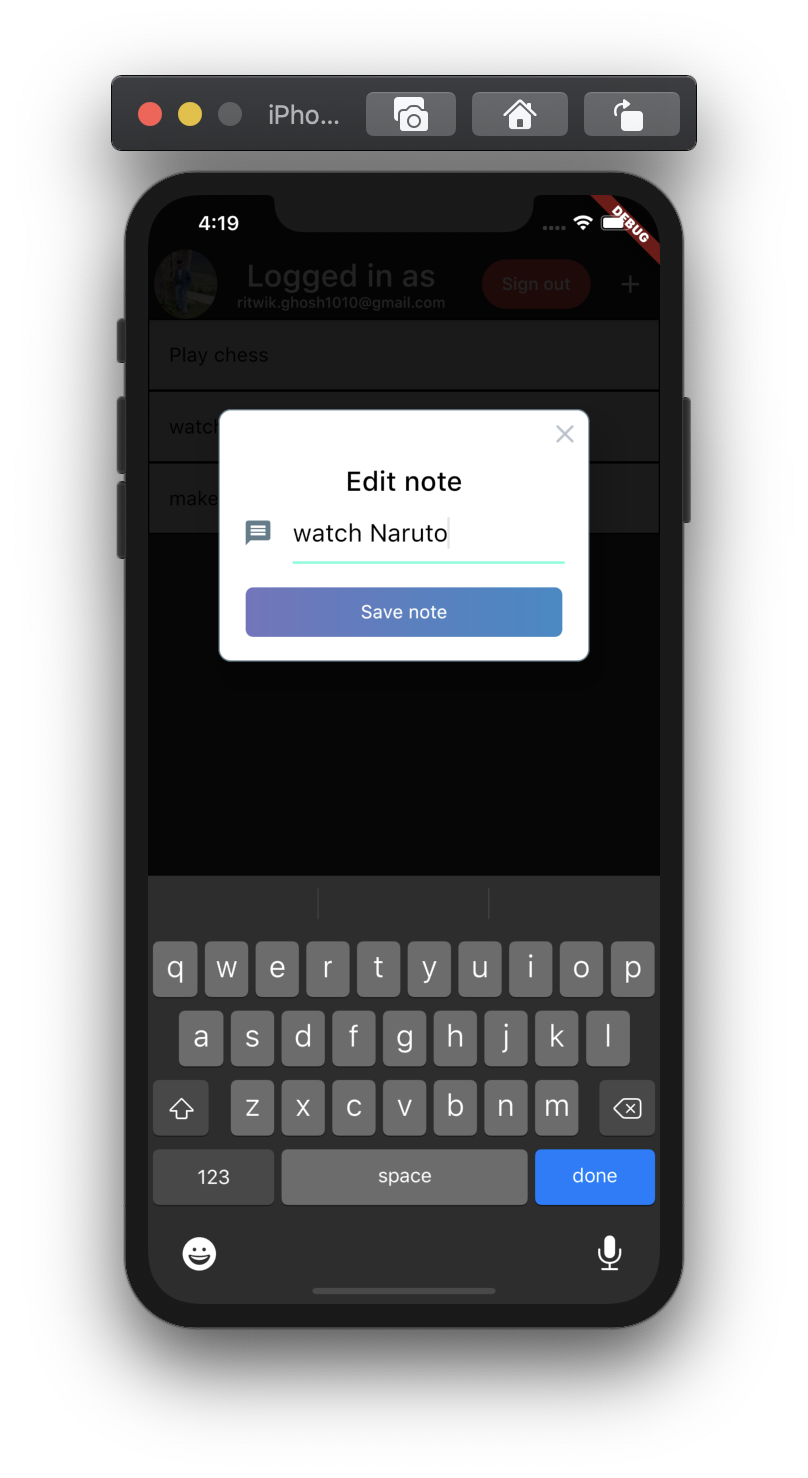 iPho...
4:19
DEBUG
Logged in as
Sign out
+
ritwik.ghosh1010@gmail.com
Play chess
watch
make
Edit note
watch Naruto
Save note
q w e r t y u i o p
a s d f g h j k l
z x c v b n m
123 space done